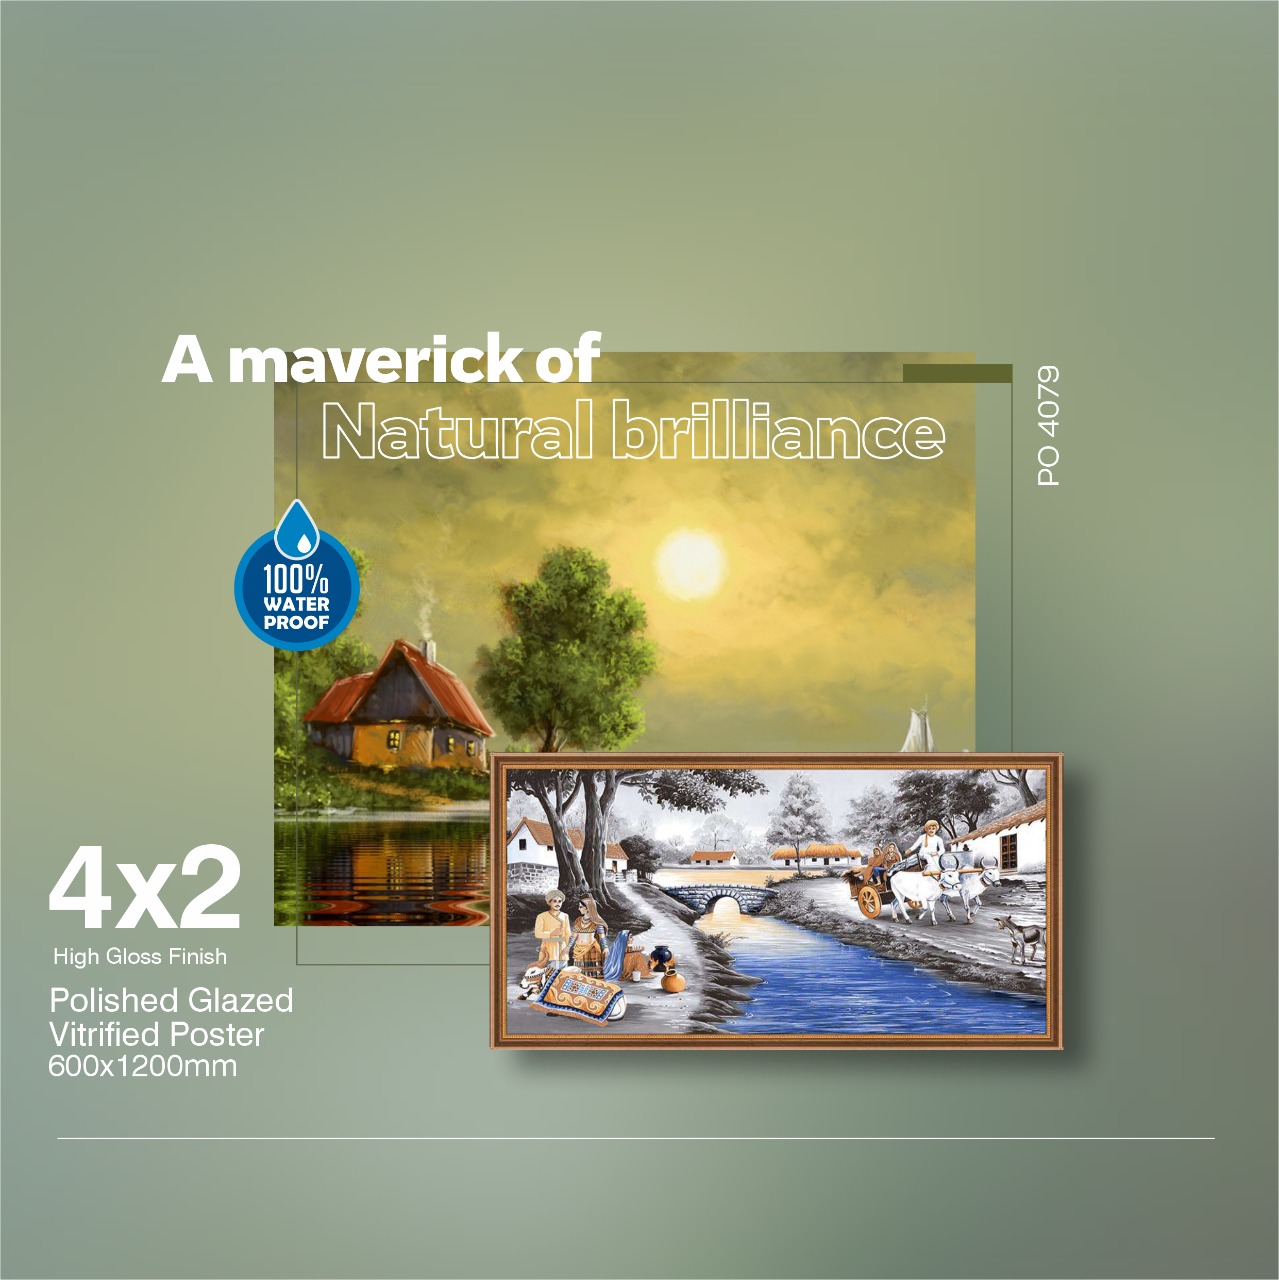 A maverick of
Natural brilliance
PO 4079
100%
WATER
PROOF
4x2
High Gloss Finish
Polished Glazed
Vitrified Poster
600x1200mm